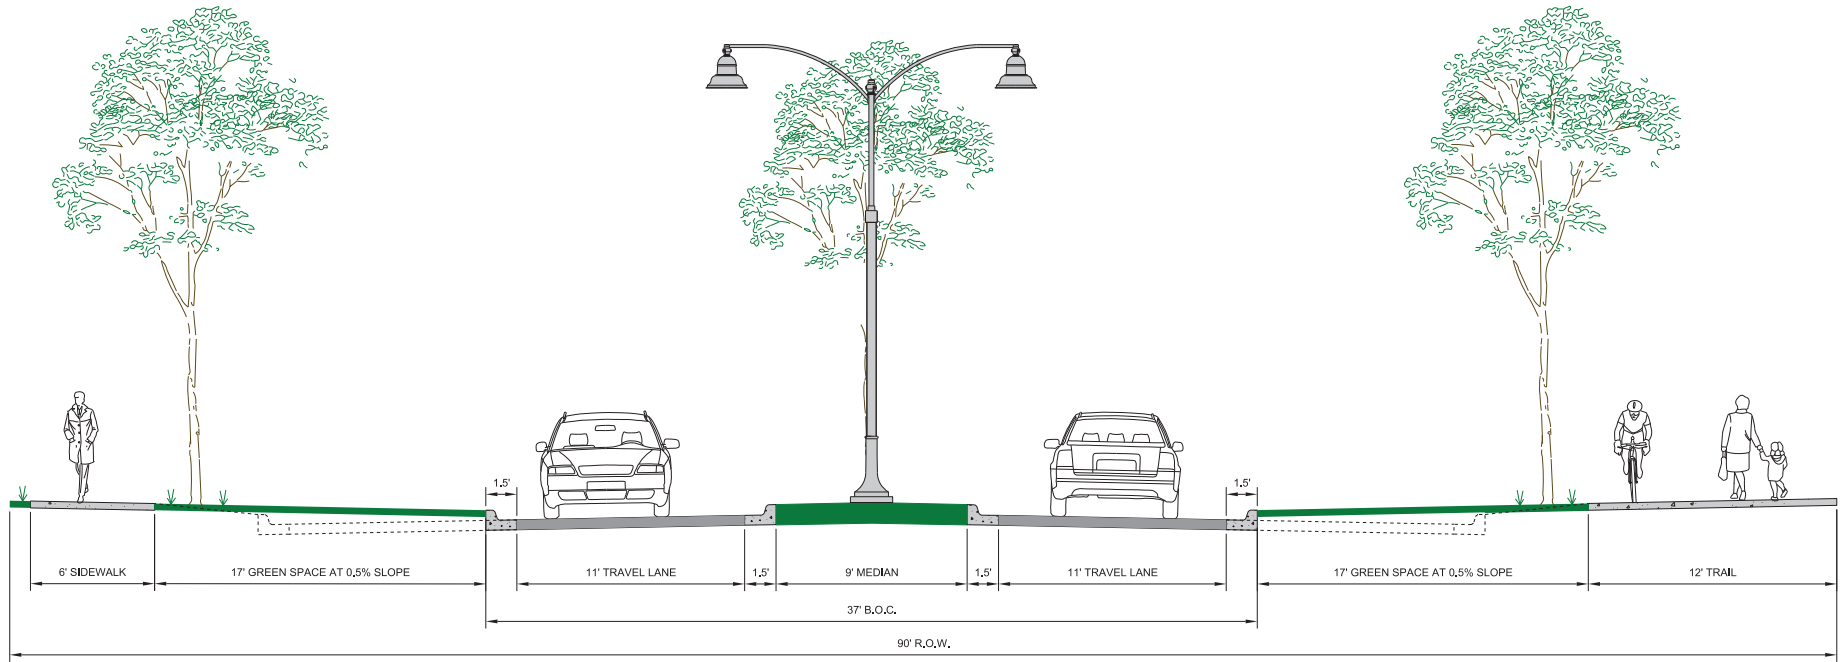 1.5'
1.5'
6' SIDEWALK
17' GREEN SPACE AT 0.5% SLOPE
11' TRAVEL LANE
1.5'
9' MEDIAN
1.5'
11' TRAVEL LANE
17' GREEN SPACE AT 0.5% SLOPE
12' TRAIL
37' B.O.C.
90' R.O.W.